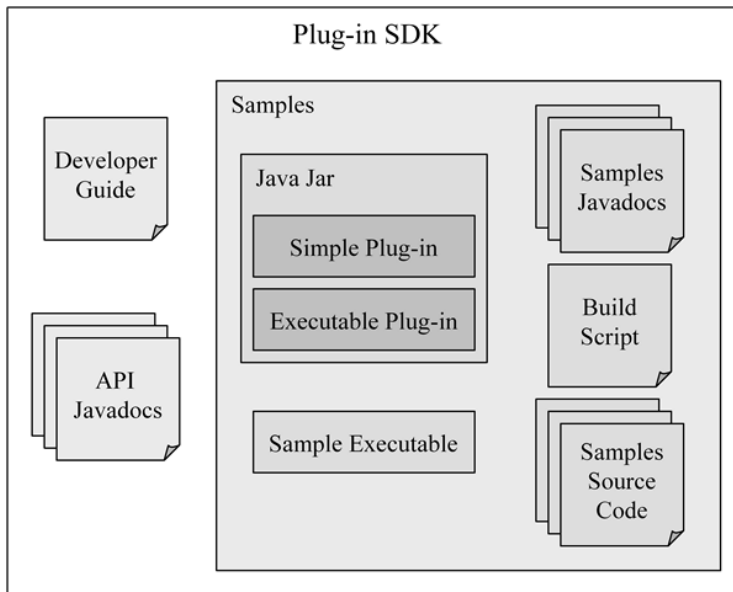 Plug-in SDK
Developer
Guide
API
Javadocs
Samples
Java Jar
Simple Plug-in
Executable Plug-in
Sample Executable
Samples
Javadocs
Build
Script
Samples
Source
Code